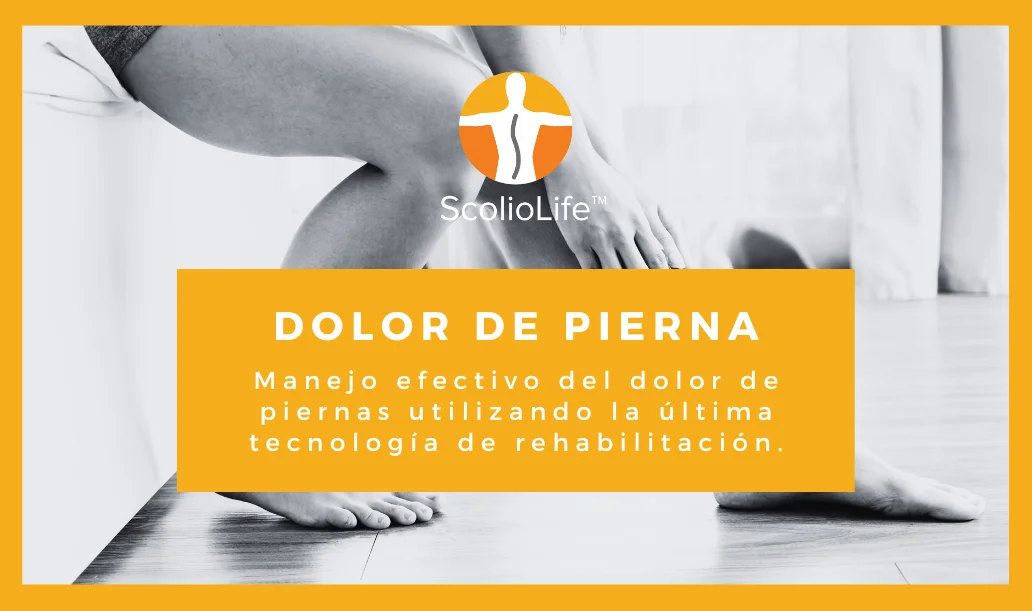 ScolioLife™
DOLOR DE PIERNA
Manejo efectivo del dolor de
piernas utilizando la última
tecnología de rehabilitación.